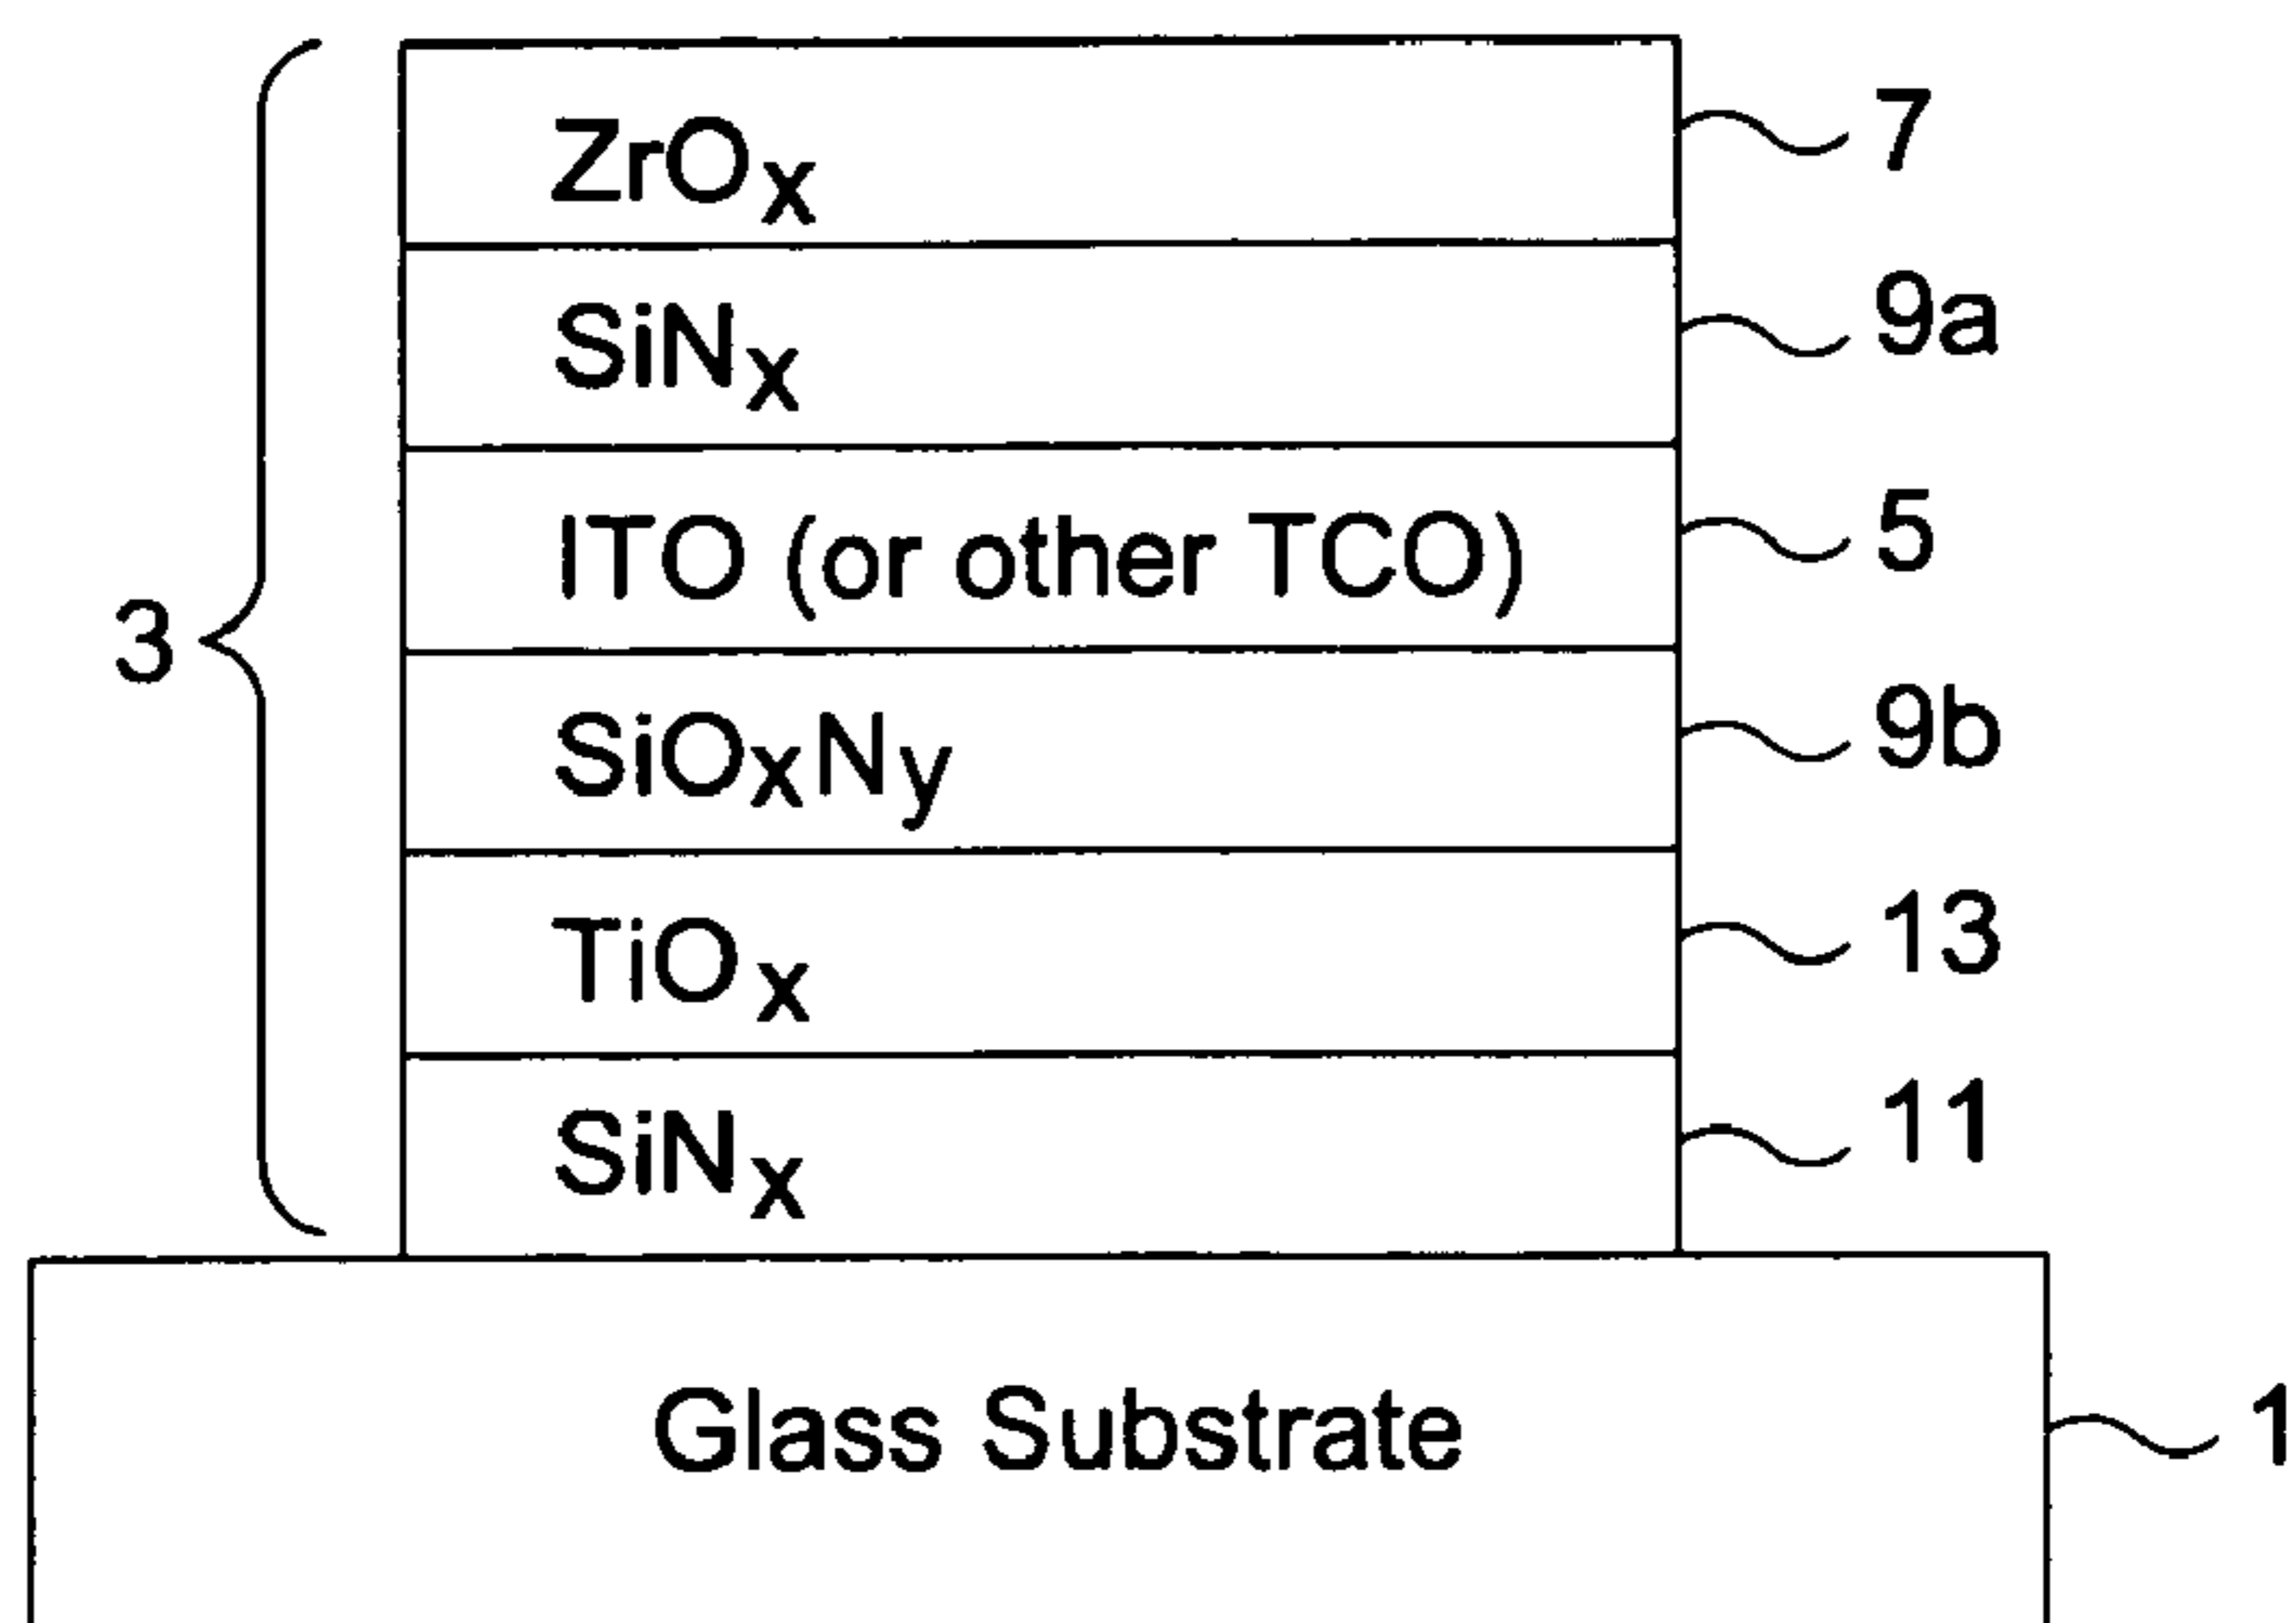 ZrOx 7
SiNx 9a
ITO (or other TCO) 5
3
SiOxNy 9b
TiOx 13
SiNx 11
Glass Substrate 1